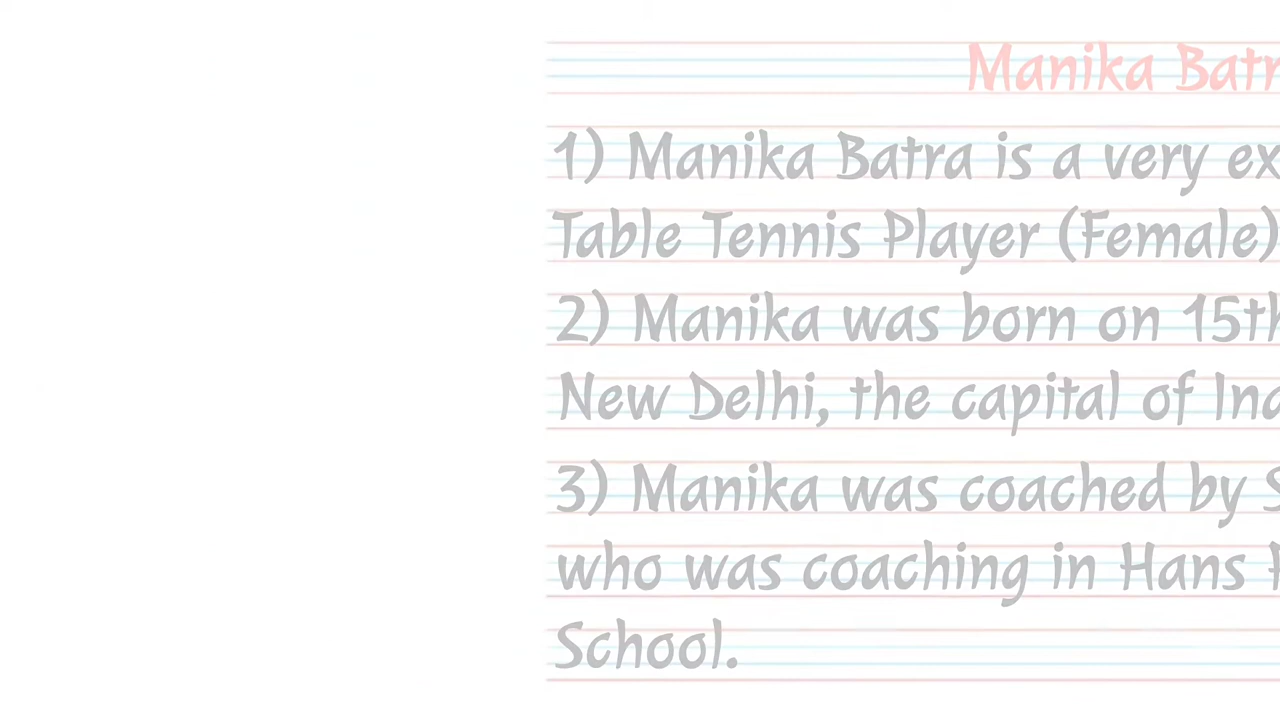 Manika Batr
1) Manika Batra is a very ex
Table Tennis Player (Female)
2) Manika was born on 15th
New Delhi, the capital of Ind
3) Manika was coached by S
who was coaching in Hans
School.